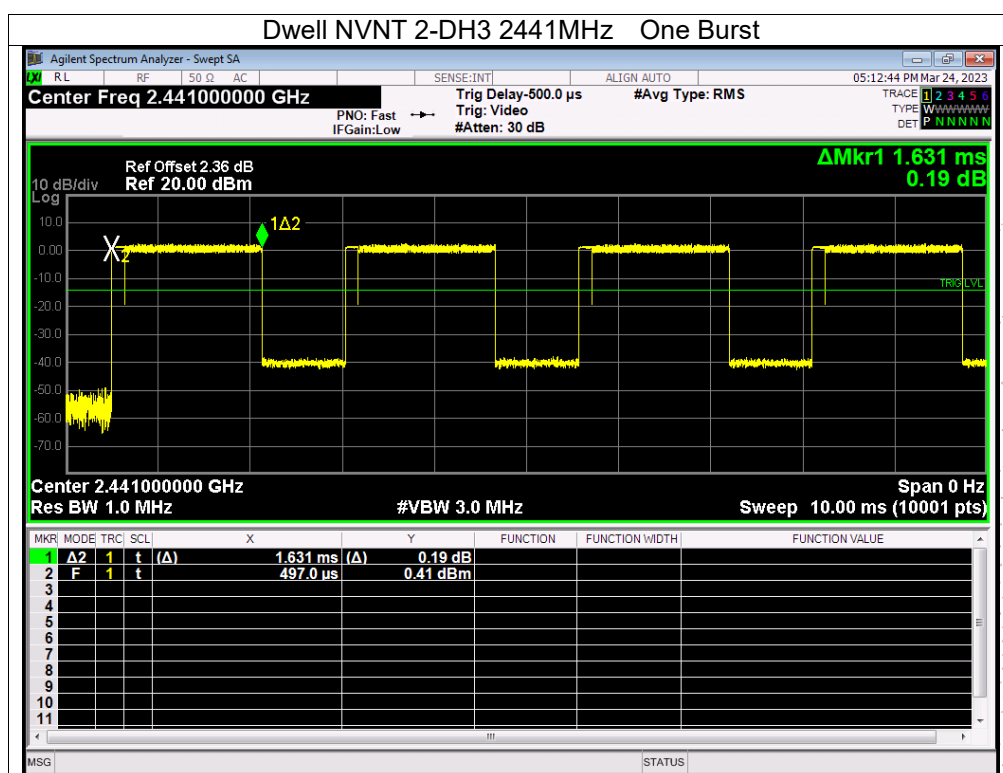 Dwell NVNT 2-DH3 2441MHz One Burst
Agilent Spectrum Analyzer - Swept SA
LXI RL RF 50 Ω AC SENSE:INT ALIGN AUTO 05:12:44 PM Mar 24, 2023
Center Freq 2.441000000 GHz
PNO: Fast
IFGain:Low
Trig Delay-500.0 µs
Trig: Video
#Atten: 30 dB
#Avg Type: RMS
TRACE 1 2 3 4 5 6
TYPE WWWWWW
DET P N N N N N
ΔMkr1 1.631 ms
0.19 dB
Ref Offset 2.36 dB
10 dB/div Ref 20.00 dBm
Log
10.0
0.00
-10.0
-20.0
-30.0
-40.0
-50.0
-60.0
-70.0
1Δ2
X2
TRIG LVL
Center 2.441000000 GHz Span 0 Hz
Res BW 1.0 MHz #VBW 3.0 MHz Sweep 10.00 ms (10001 pts)
MKR MODE TRC SCL X Y FUNCTION FUNCTION WIDTH FUNCTION VALUE
1 Δ2 1 t (Δ) 1.631 ms (Δ) 0.19 dB
2 F 1 t 497.0 µs 0.41 dBm
3
4
5
6
7
8
9
10
11
MSG STATUS